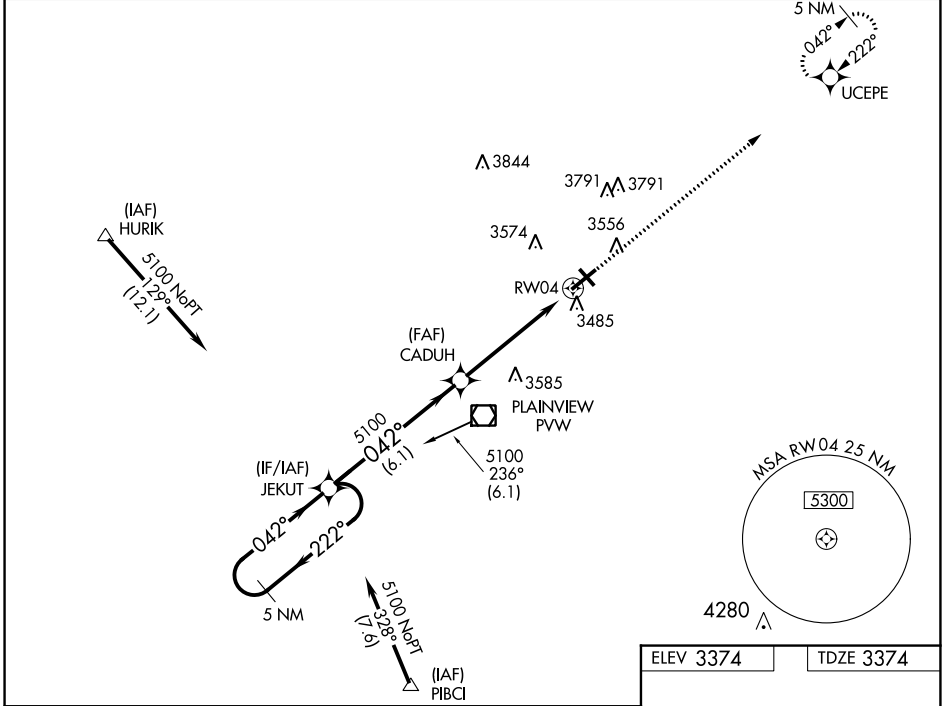 5 NM
042°
222°
UCEPE
3844
3791
3791
3574
3556
(IAF)
HURIK
5100 NoPT
129°
(12.1)
RW04
3485
(FAF)
CADUH
3585
PLAINVIEW
PVW
5100
042°
(6.1)
5100
236°
(6.1)
(IF/IAF)
JEKUT
042°
222°
5 NM
5100 NoPT
328°
(7.6)
(IAF)
PIBCI
MSA RW04 25 NM
5300
4280
ELEV 3374
TDZE 3374